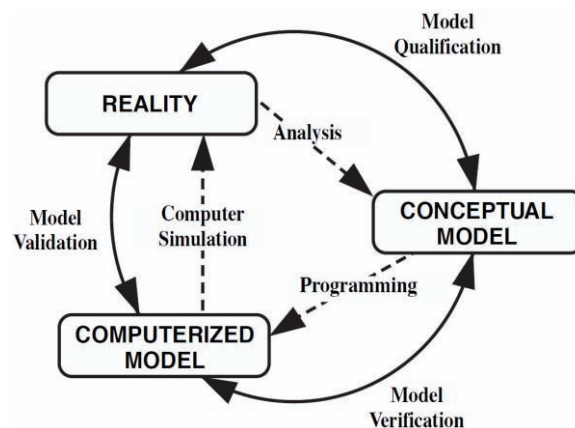 Model
Qualification
REALITY
Analysis
Model
Validation
Computer
Simulation
CONCEPTUAL
MODEL
Programming
COMPUTERIZED
MODEL
Model
Verification